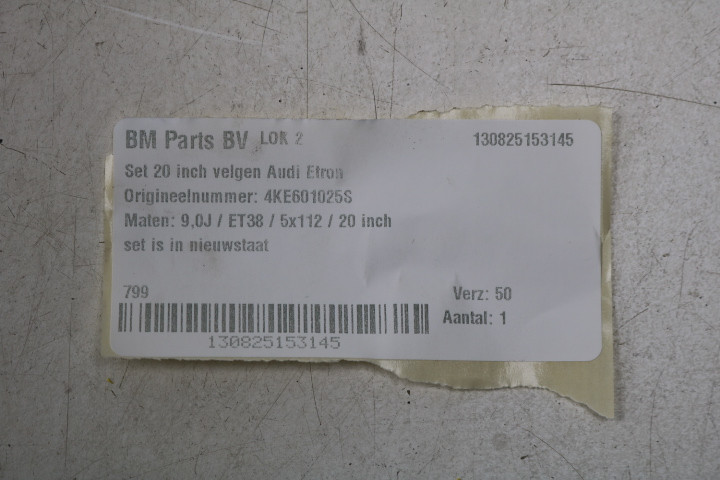 BM Parts BV LOK 2 130825153145
Set 20 inch velgen Audi Etron
Origineelnummer: 4KE601025S
Maten: 9,0J / ET38 / 5x112 / 20 inch
set is in nieuwstaat
799 Verz: 50
Aantal: 1
130825153145